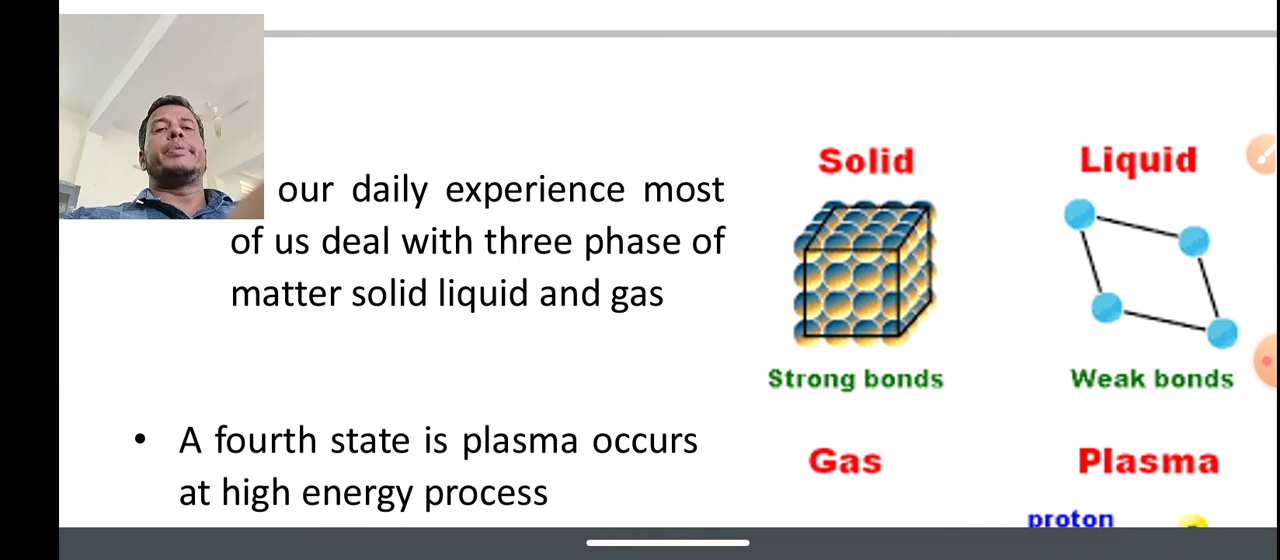 our daily experience most
of us deal with three phase of
matter solid liquid and gas
• A fourth state is plasma occurs
at high energy process
Solid
Liquid
Strong bonds
Weak bonds
Gas
Plasma
proton